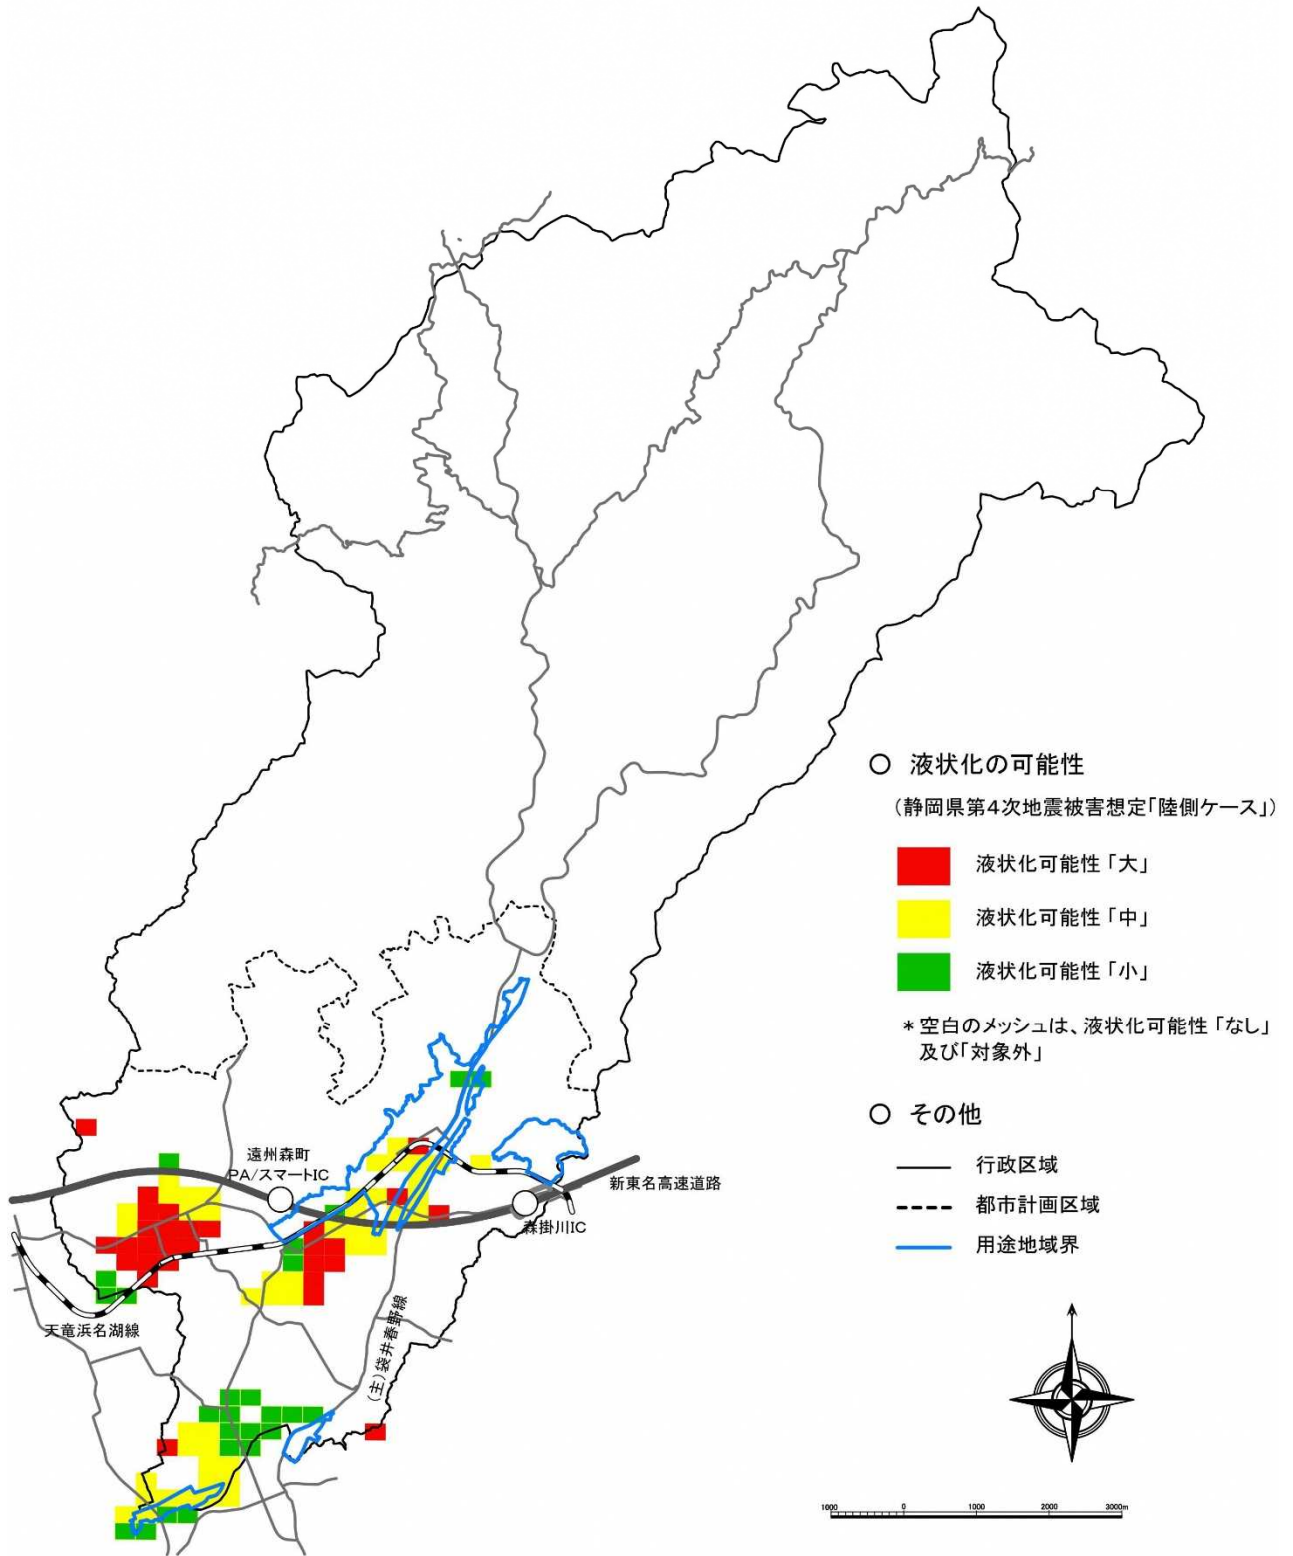 ○ 液状化の可能性
(静岡県第4次地震被害想定「陸側ケース」)
液状化可能性「大」
液状化可能性「中」
液状化可能性「小」
*空白のメッシュは、液状化可能性「なし」
及び「対象外」
○ その他
行政区域
都市計画区域
用途地域界
遠州森町
PA/スマートIC
新東名高速道路
森掛川IC
天竜浜名湖線
(主)袋井春野線
1000 0 1000 2000 3000m